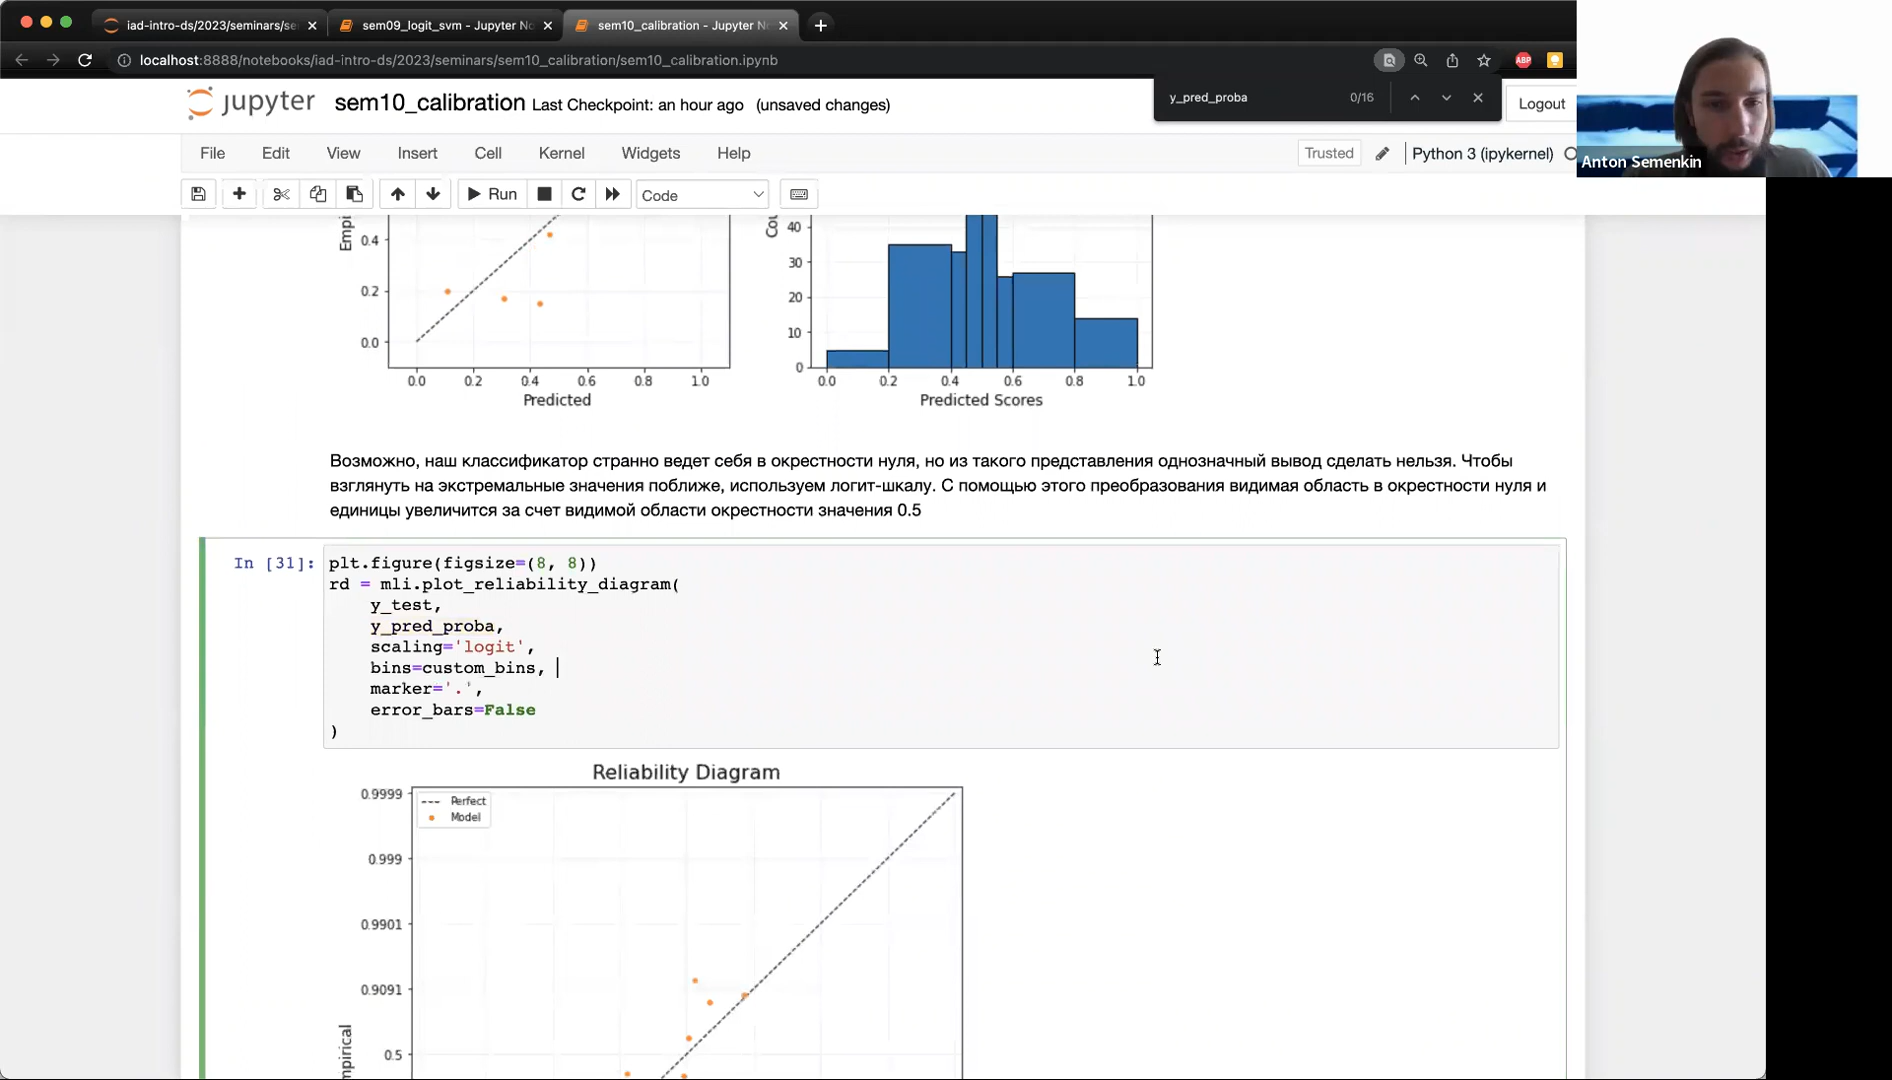 iad-intro-ds/2023/seminars/se
sem09_logit_svm - Jupyter No
sem10_calibration - Jupyter N
localhost:8888/notebooks/iad-intro-ds/2023/seminars/sem10_calibration/sem10_calibration.ipynb
ABP
y_pred_proba 0/16
jupyter sem10_calibration Last Checkpoint: an hour ago (unsaved changes)
Logout
File Edit View Insert Cell Kernel Widgets Help
Trusted Python 3 (ipykernel)
Anton Semenkin
Run Code
Empi
0.4
0.2
0.0
0.0 0.2 0.4 0.6 0.8 1.0
Predicted
Cou
40
30
20
10
0
0.0 0.2 0.4 0.6 0.8 1.0
Predicted Scores
Возможно, наш классификатор странно ведет себя в окрестности нуля, но из такого представления однозначный вывод сделать нельзя. Чтобы
взглянуть на экстремальные значения поближе, используем логит-шкалу. С помощью этого преобразования видимая область в окрестности нуля и
единицы увеличится за счет видимой области окрестности значения 0.5
In [31]: plt.figure(figsize=(8, 8))
rd = mli.plot_reliability_diagram(
y_test,
y_pred_proba,
scaling='logit',
bins=custom_bins,
marker='.',
error_bars=False
)
Reliability Diagram
0.9999
Perfect
Model
0.999
0.9901
0.9091
0.5
mpirical